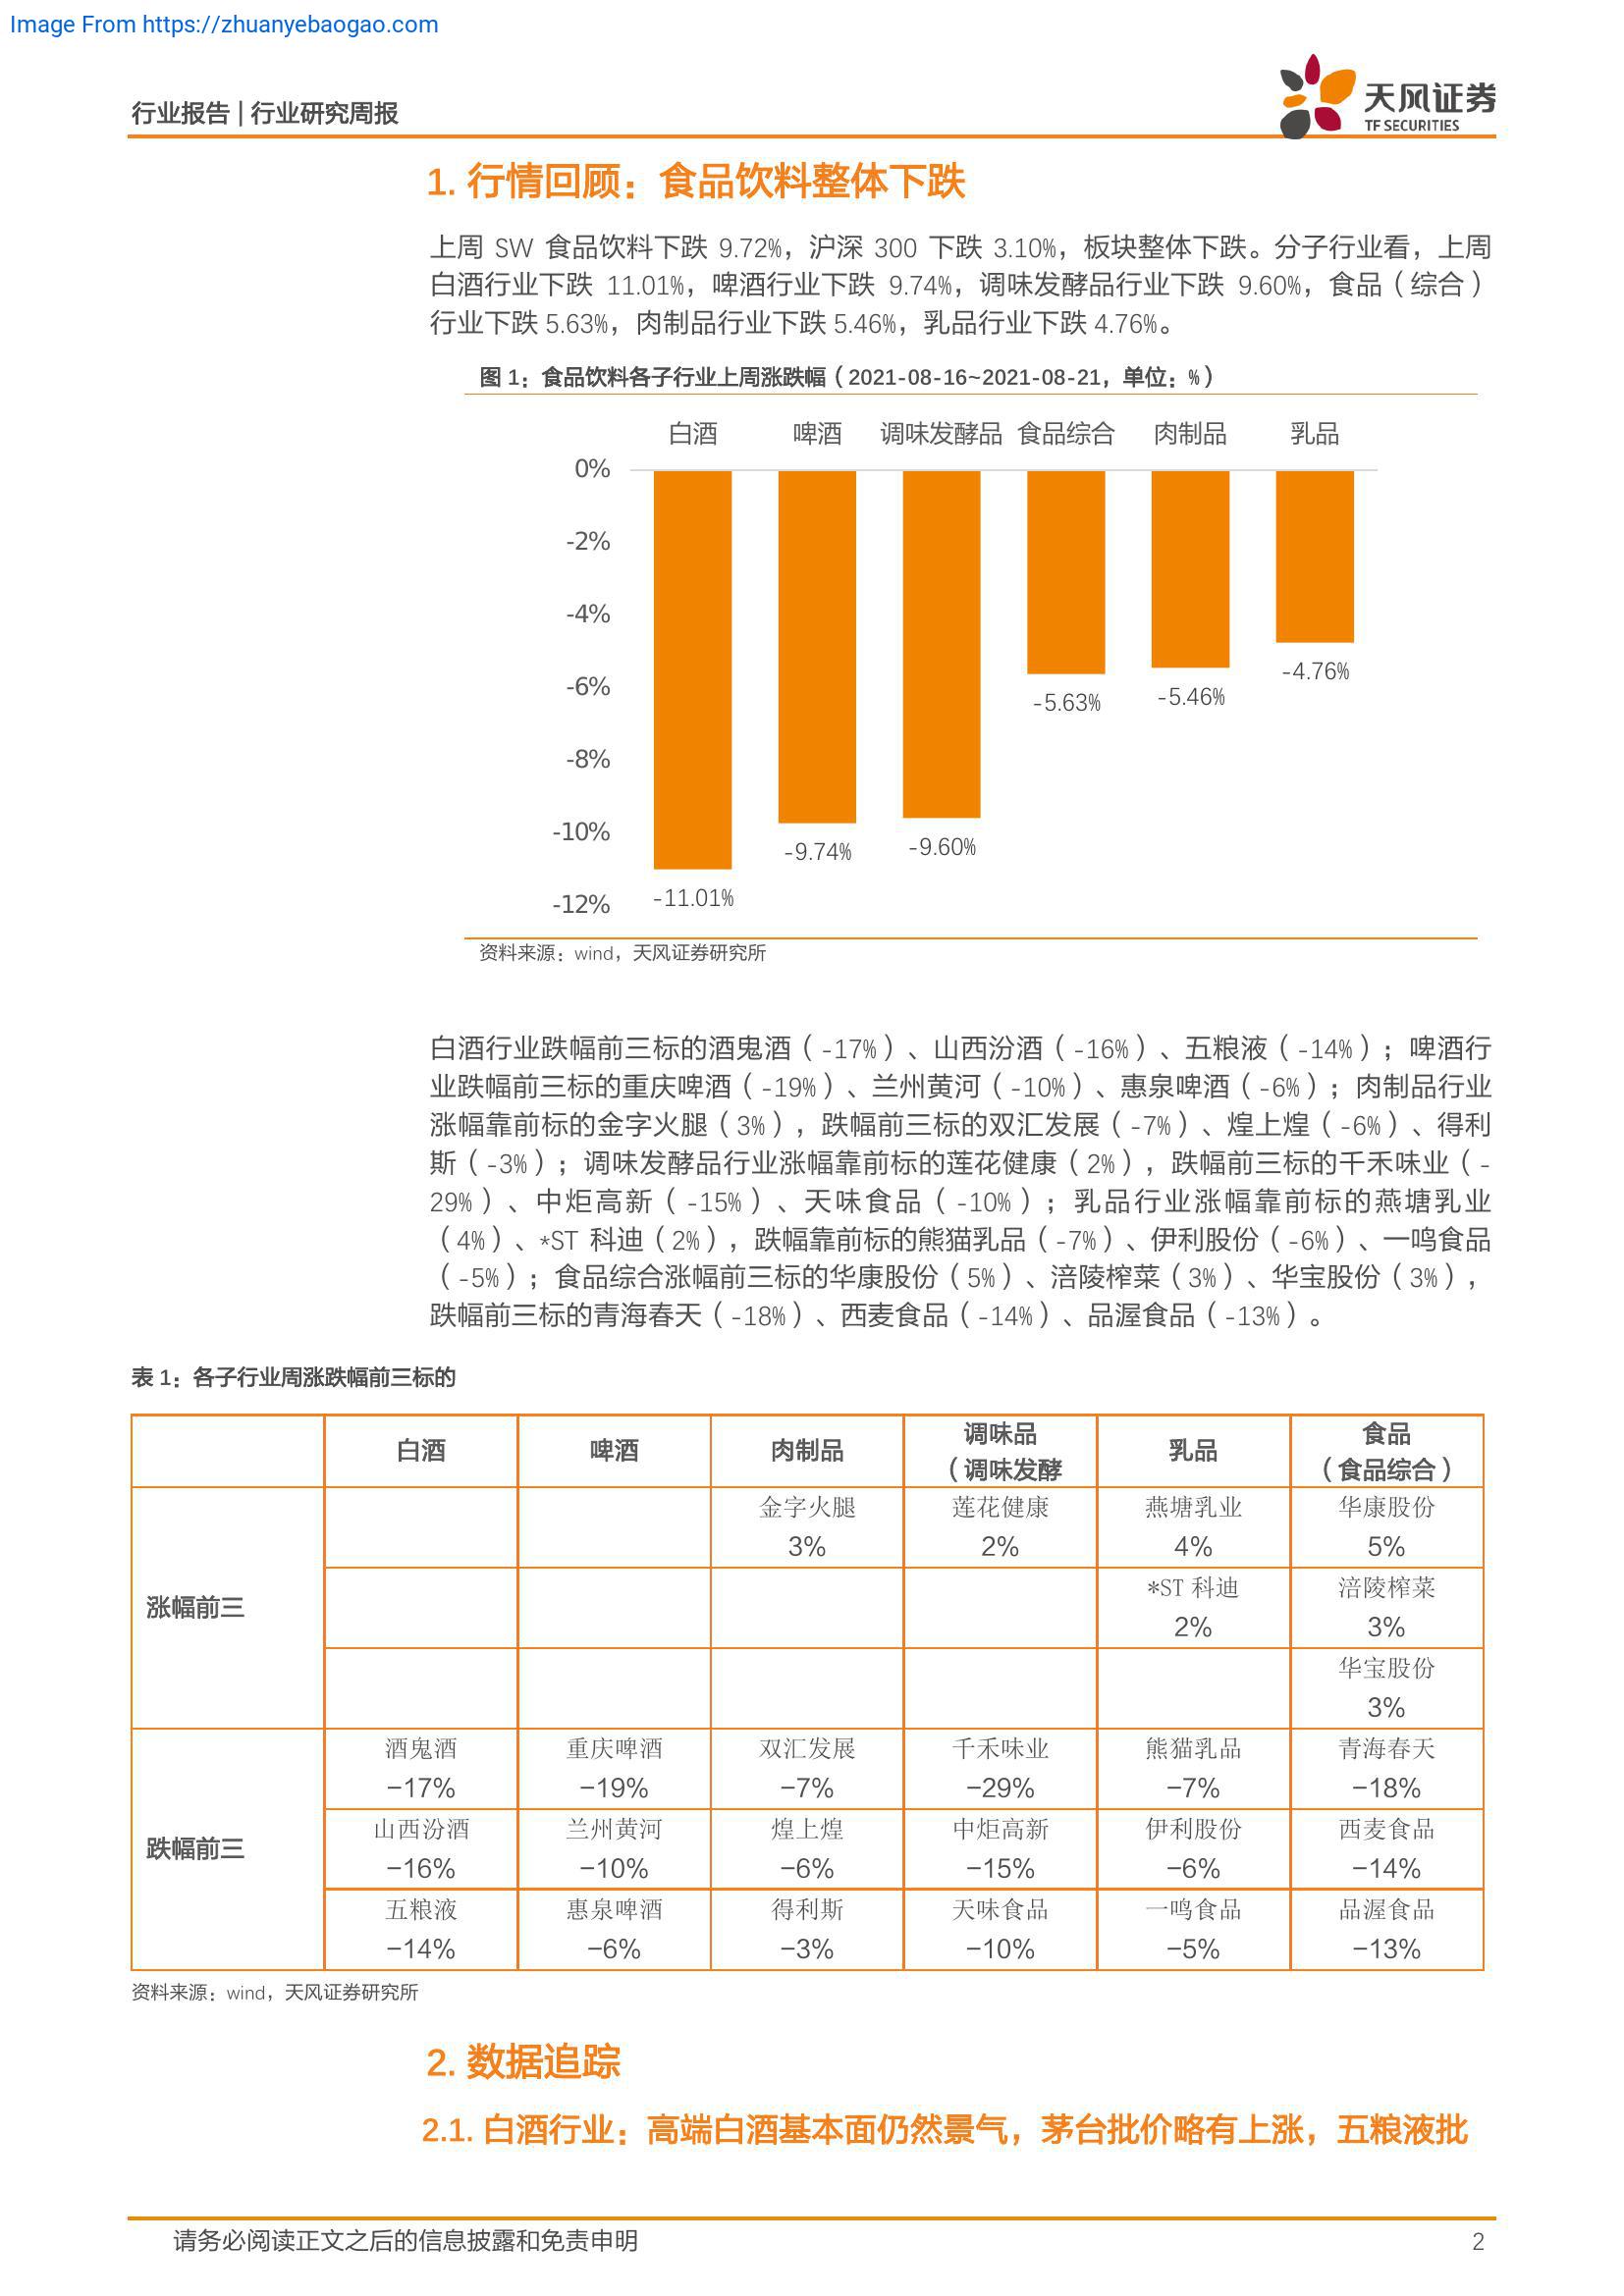 Image From https://zhuanyebaogao.com
行业报告 | 行业研究周报
天风证券
TF SECURITIES
1. 行情回顾：食品饮料整体下跌
上周 SW 食品饮料下跌 9.72%，沪深 300 下跌 3.10%，板块整体下跌。分子行业看，上周
白酒行业下跌 11.01%，啤酒行业下跌 9.74%，调味发酵品行业下跌 9.60%，食品（综合）
行业下跌 5.63%，肉制品行业下跌 5.46%，乳品行业下跌 4.76%。
图 1：食品饮料各子行业上周涨跌幅（2021-08-16~2021-08-21，单位：%）
白酒 啤酒 调味发酵品 食品综合 肉制品 乳品
0%
-2%
-4%
-6%
-8%
-10%
-12%
-11.01%
-9.74%
-9.60%
-5.63%
-5.46%
-4.76%
资料来源：wind，天风证券研究所
白酒行业跌幅前三标的酒鬼酒（-17%）、山西汾酒（-16%）、五粮液（-14%）；啤酒行
业跌幅前三标的重庆啤酒（-19%）、兰州黄河（-10%）、惠泉啤酒（-6%）；肉制品行业
涨幅靠前标的金字火腿（3%），跌幅前三标的双汇发展（-7%）、煌上煌（-6%）、得利
斯（-3%）；调味发酵品行业涨幅靠前标的莲花健康（2%），跌幅前三标的千禾味业（-
29%）、中炬高新（-15%）、天味食品（-10%）；乳品行业涨幅靠前标的燕塘乳业
（4%）、*ST 科迪（2%），跌幅靠前标的熊猫乳品（-7%）、伊利股份（-6%）、一鸣食品
（-5%）；食品综合涨幅前三标的华康股份（5%）、涪陵榨菜（3%）、华宝股份（3%），
跌幅前三标的青海春天（-18%）、西麦食品（-14%）、品渥食品（-13%）。
表 1：各子行业周涨跌幅前三标的
白酒 啤酒 肉制品 调味品 乳品 食品
（调味发酵 （食品综合）
涨幅前三
金字火腿 莲花健康 燕塘乳业 华康股份
3% 2% 4% 5%
*ST 科迪 涪陵榨菜
2% 3%
华宝股份
3%
跌幅前三
酒鬼酒 重庆啤酒 双汇发展 千禾味业 熊猫乳品 青海春天
-17% -19% -7% -29% -7% -18%
山西汾酒 兰州黄河 煌上煌 中炬高新 伊利股份 西麦食品
-16% -10% -6% -15% -6% -14%
五粮液 惠泉啤酒 得利斯 天味食品 一鸣食品 品渥食品
-14% -6% -3% -10% -5% -13%
资料来源：wind，天风证券研究所
2. 数据追踪
2.1. 白酒行业：高端白酒基本面仍然景气，茅台批价略有上涨，五粮液批
请务必阅读正文之后的信息披露和免责申明
2